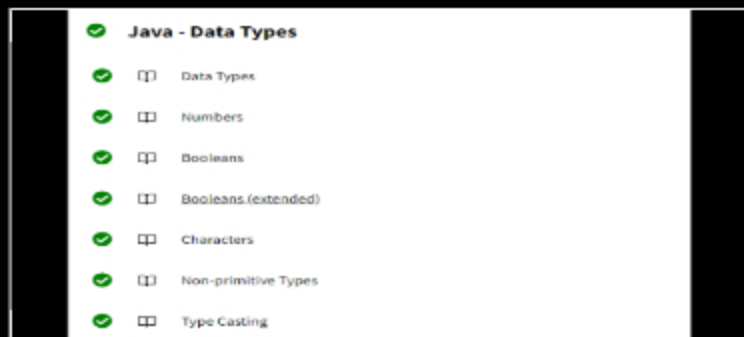 Java - Data Types
Data Types
Numbers
Booleans
Booleans (extended)
Characters
Non-primitive Types
Type Casting